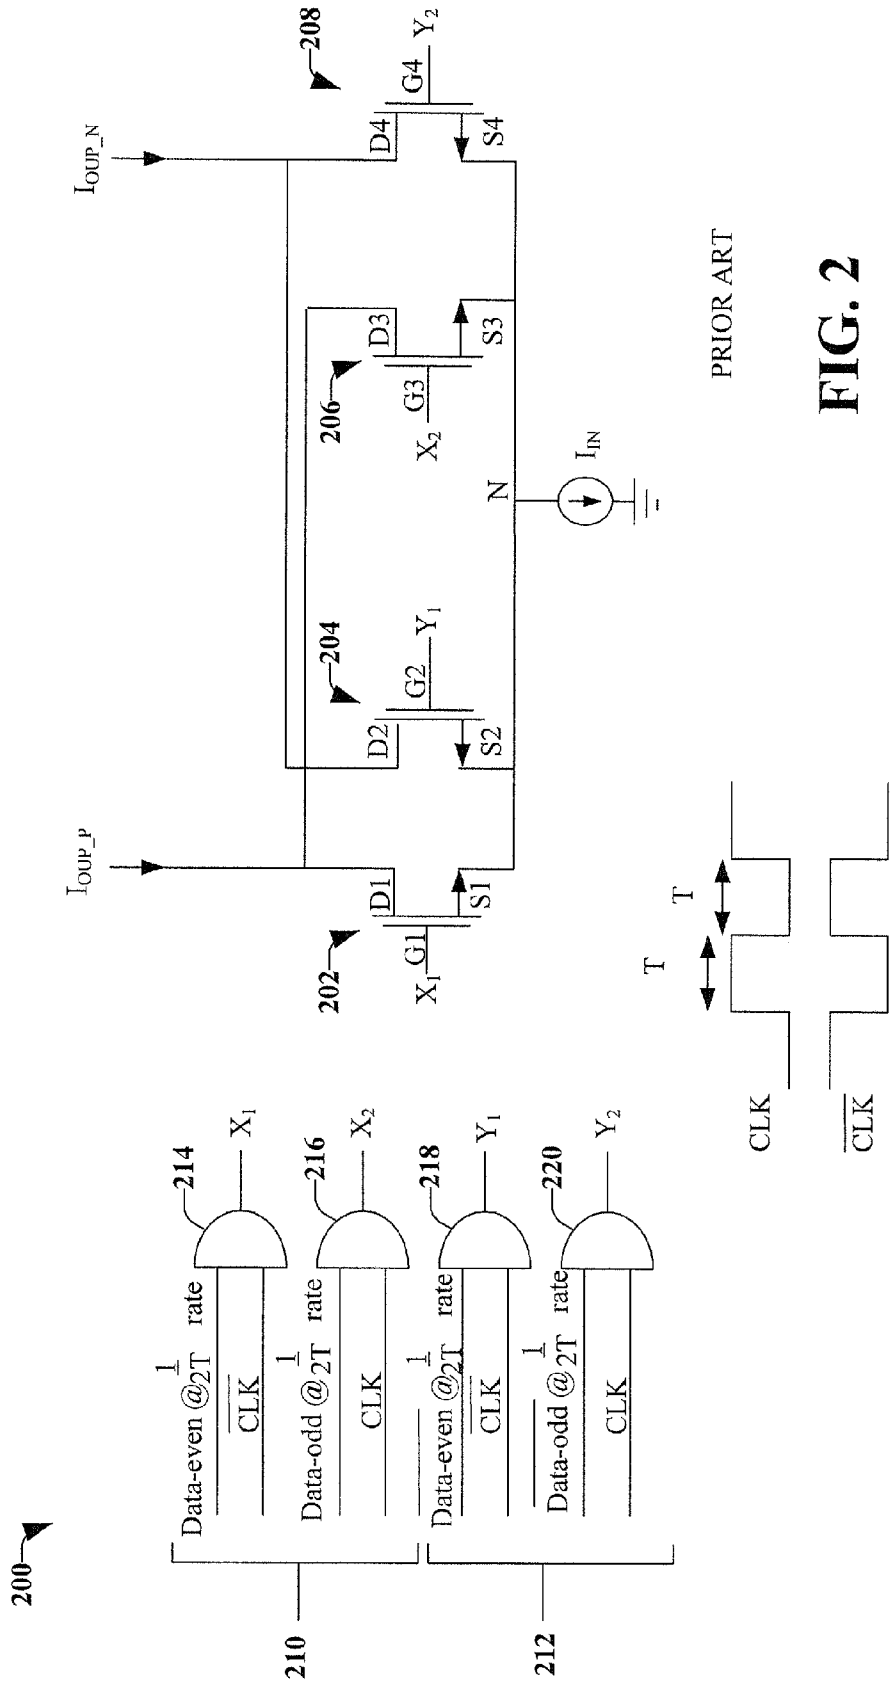 200
210
212
Data-even @ 1/2T rate
CLK
214
X1
Data-odd @ 1/2T rate
CLK
216
X2
Data-even @ 1/2T rate
CLK
218
Y1
Data-odd @ 1/2T rate
CLK
220
Y2
IOUP_P
IOUP_N
202
X1
G1
D1
S1
204
D2
G2
Y1
S2
206
X2
G3
D3
S3
208
D4
G4
Y2
S4
N
IIN
CLK
CLK
T
T
PRIOR ART
FIG. 2